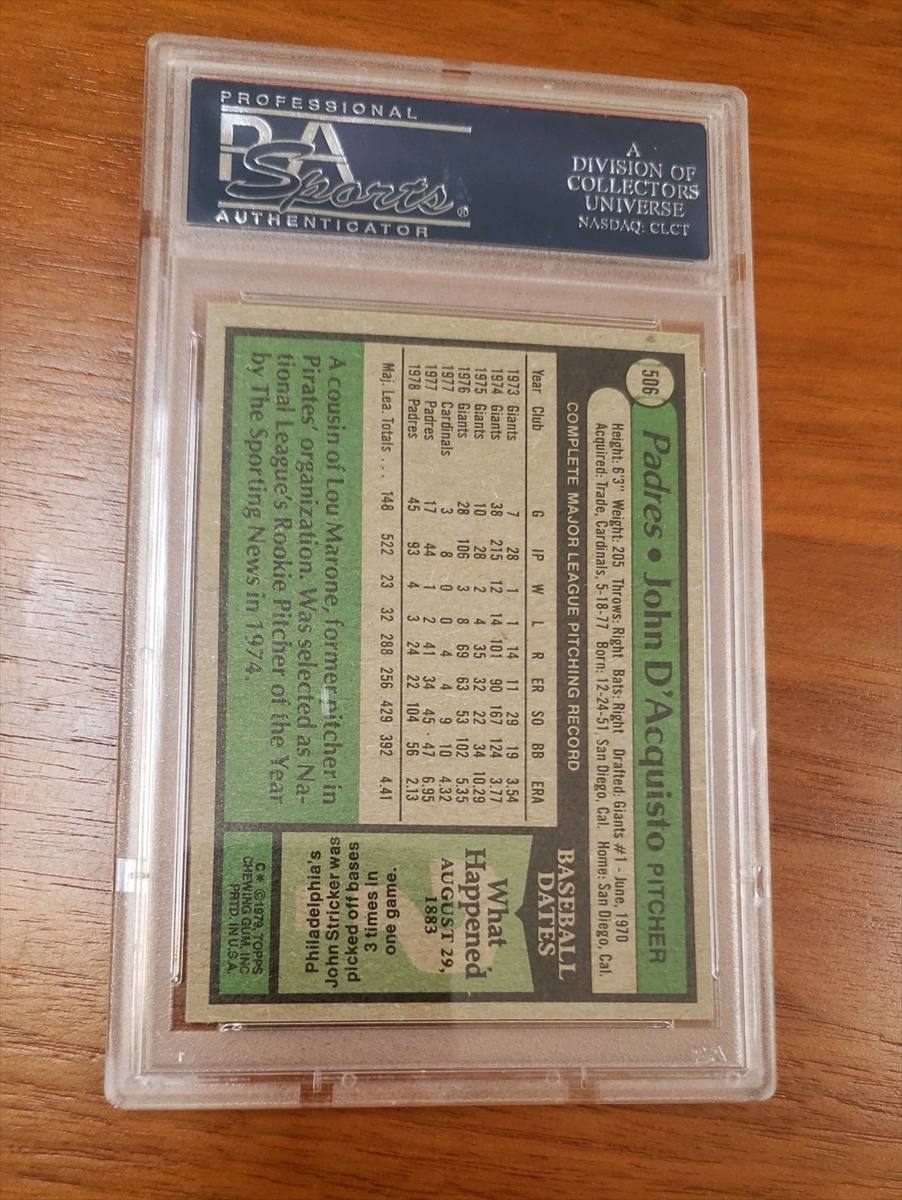 PROFESSIONAL
PSA
Sports®
AUTHENTICATOR
A
DIVISION OF
COLLECTORS
UNIVERSE
NASDAQ: CLCT
506
Padres • John D'Acquisto PITCHER
Height: 6'3" Weight: 205 Throws: Right Bats: Right Drafted: Giants #1 - June, 1970
Acquired: Trade, Cardinals, 5-18-77 Born: 12-24-51, San Diego, Cal. Home: San Diego, Cal.
COMPLETE MAJOR LEAGUE PITCHING RECORD
Year Club G IP W L R ER SO BB ERA
1973 Giants 7 28 1 1 14 11 29 19 3.54
1974 Giants 38 215 12 14 101 90 167 124 3.77
1975 Giants 10 28 2 4 35 32 22 34 10.29
1976 Giants 28 106 3 8 69 63 53 102 5.35
1977 Cardinals 3 8 0 0 4 4 9 10 4.32
1977 Padres 17 44 1 2 41 34 45 47 6.95
1978 Padres 45 93 4 3 24 22 104 56 2.13
Maj. Lea. Totals . . . 148 522 23 32 288 256 429 392 4.41
A cousin of Lou Marone, former pitcher in
Pirates' organization. Was selected as Na-
tional League's Rookie Pitcher of the Year
by The Sporting News in 1974.
BASEBALL
DATES
What
Happened
AUGUST 29,
1883
Philadelphia's
John Stricker was
picked off bases
3 times in
one game.
C* ©1979, TOPPS
CHEWING GUM, INC
PRTD. IN U.S.A.